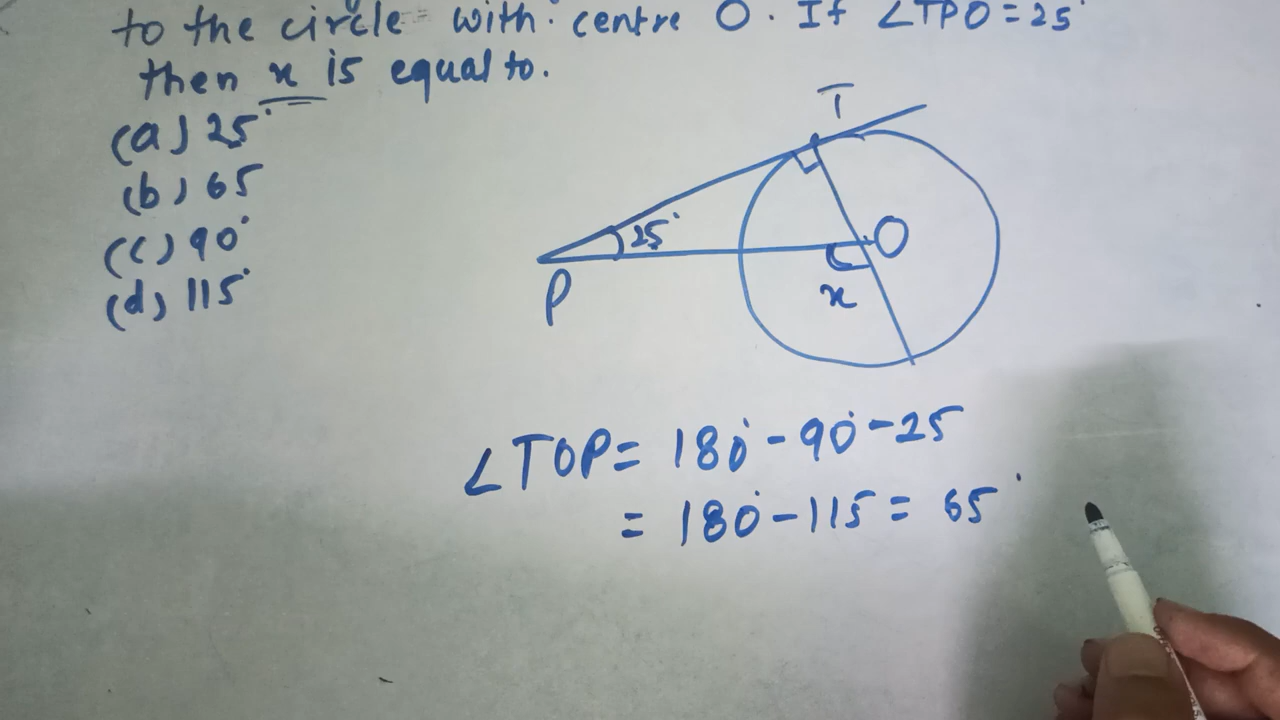 to the circle with centre O. If ∠TPO = 25°
then x is equal to.
(a) 25°
(b) 65
(c) 90°
(d) 115°
T
25°
O
P
x
∠TOP = 180° - 90° - 25
= 180° - 115 = 65°